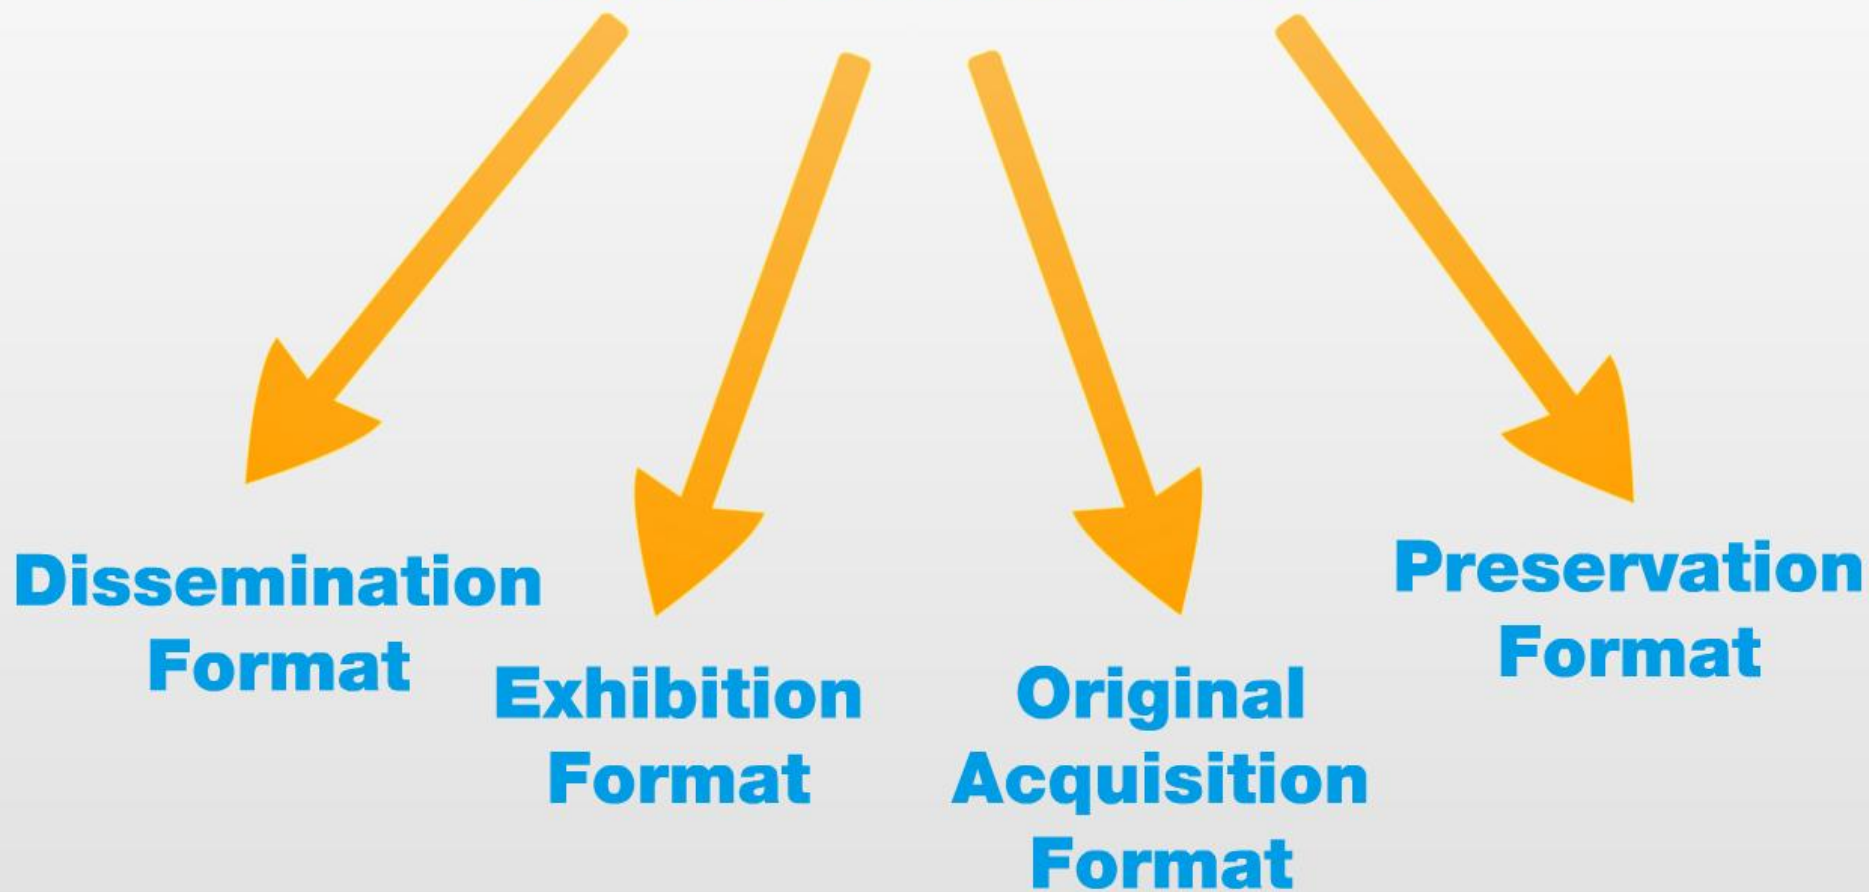 Dissemination
Format
Exhibition
Format
Original
Acquisition
Format
Preservation
Format